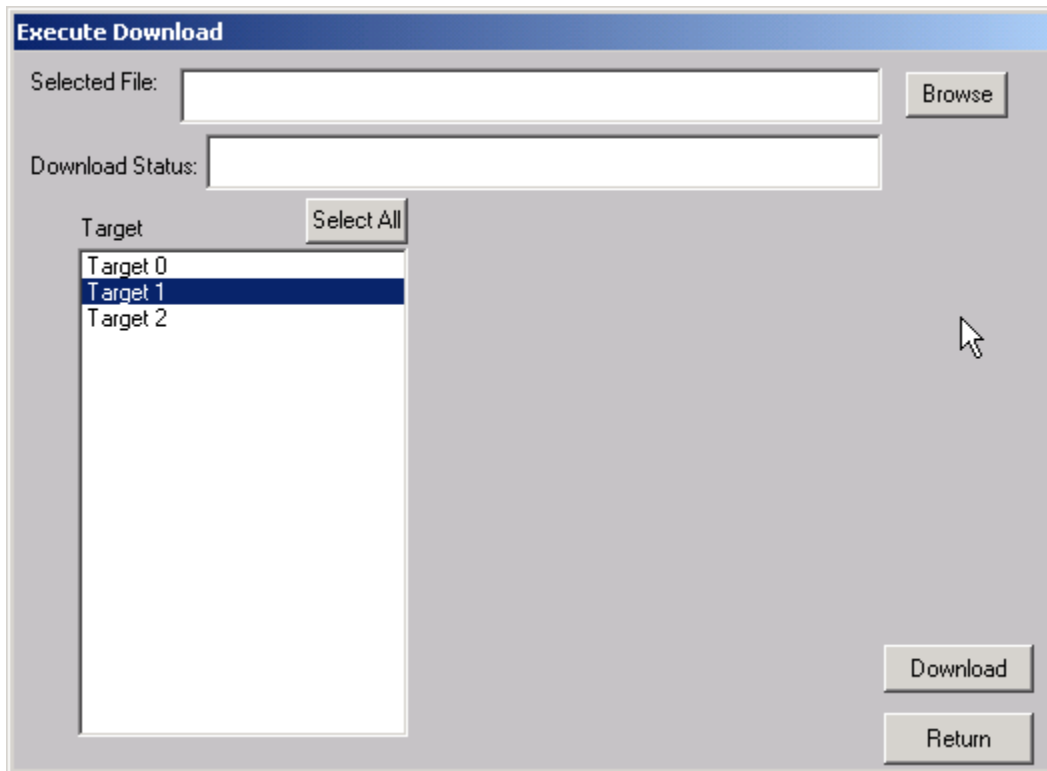 Execute Download
Selected File:
Browse
Download Status:
Target
Select All
Target 0
Target 1
Target 2
Download
Return